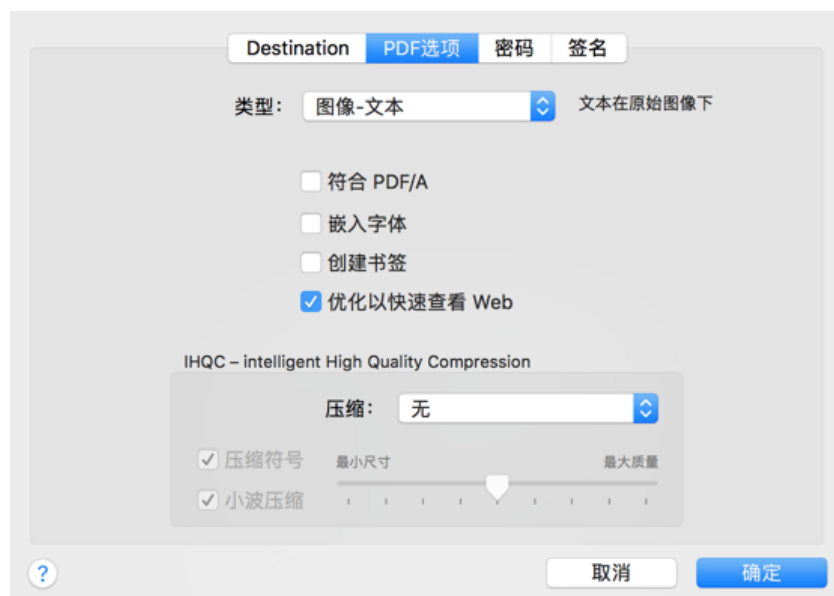 Destination PDF选项 密码 签名
类型： 图像-文本 文本在原始图像下
符合 PDF/A
嵌入字体
创建书签
优化以快速查看 Web
IHQC – intelligent High Quality Compression
压缩： 无
压缩符号 最小尺寸 最大质量
小波压缩
? 取消 确定